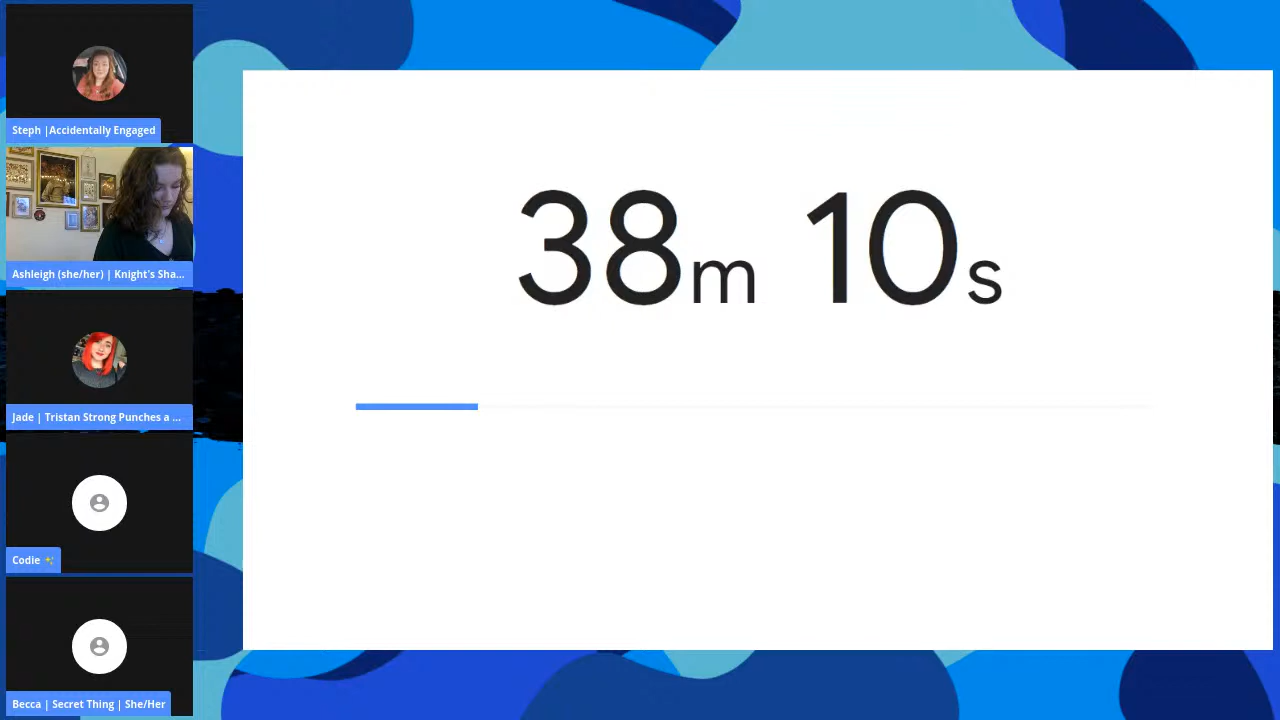 Steph |Accidentally Engaged
Ashleigh (she/her) | Knight's Sha...
Jade | Tristan Strong Punches a ...
Codie ✨
Becca | Secret Thing | She/Her
38m 10s